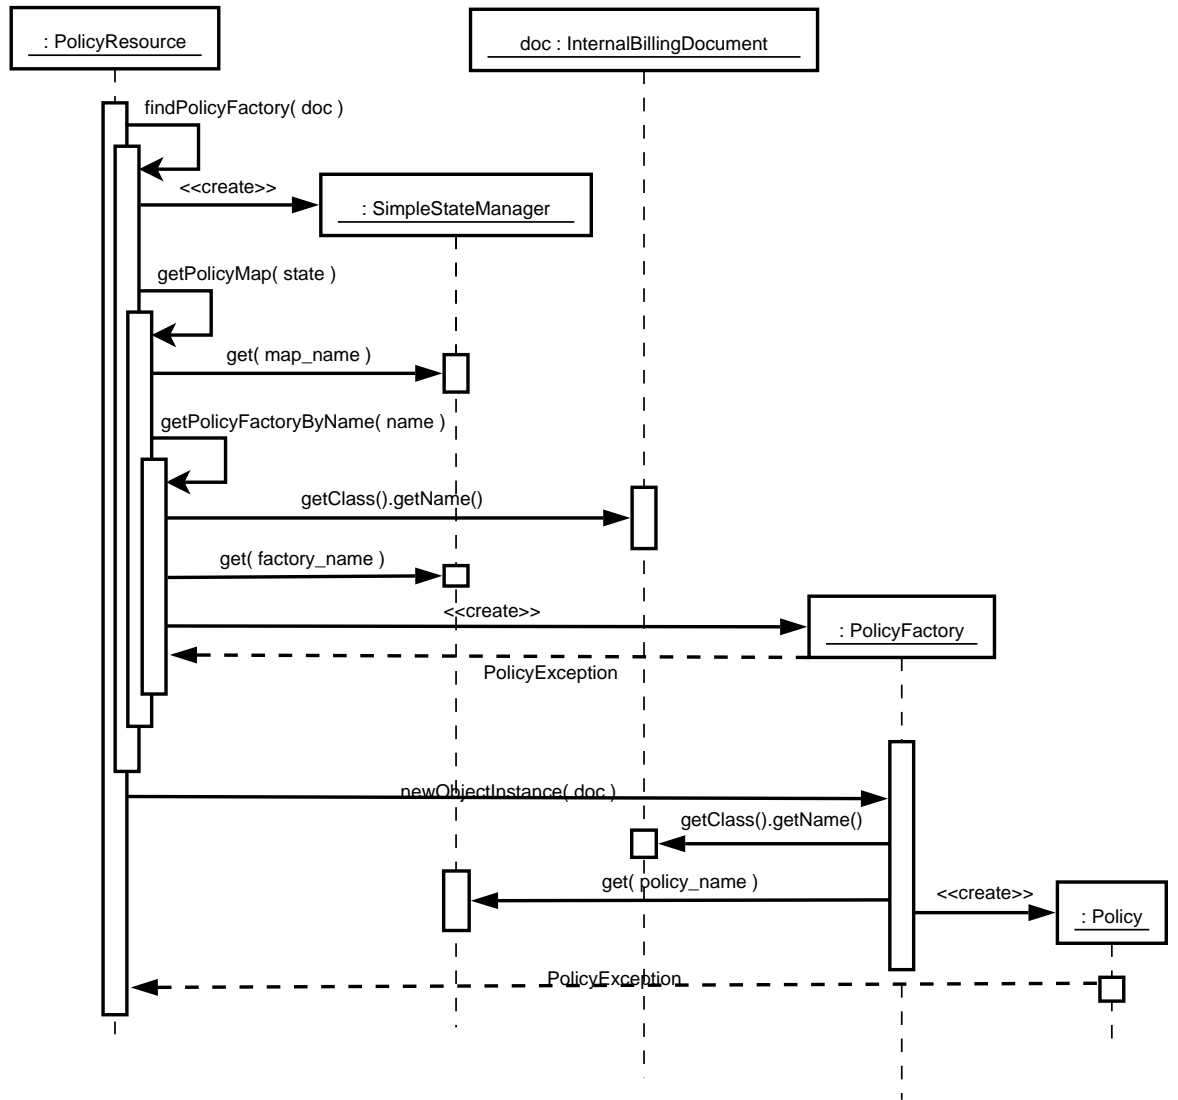 : PolicyResource
doc : InternalBillingDocument
findPolicyFactory( doc )
<<create>>
: SimpleStateManager
getPolicyMap( state )
get( map_name )
getPolicyFactoryByName( name )
getClass().getName()
get( factory_name )
<<create>>
: PolicyFactory
PolicyException
newObjectInstance( doc )
getClass().getName()
get( policy_name )
<<create>>
: Policy
PolicyException